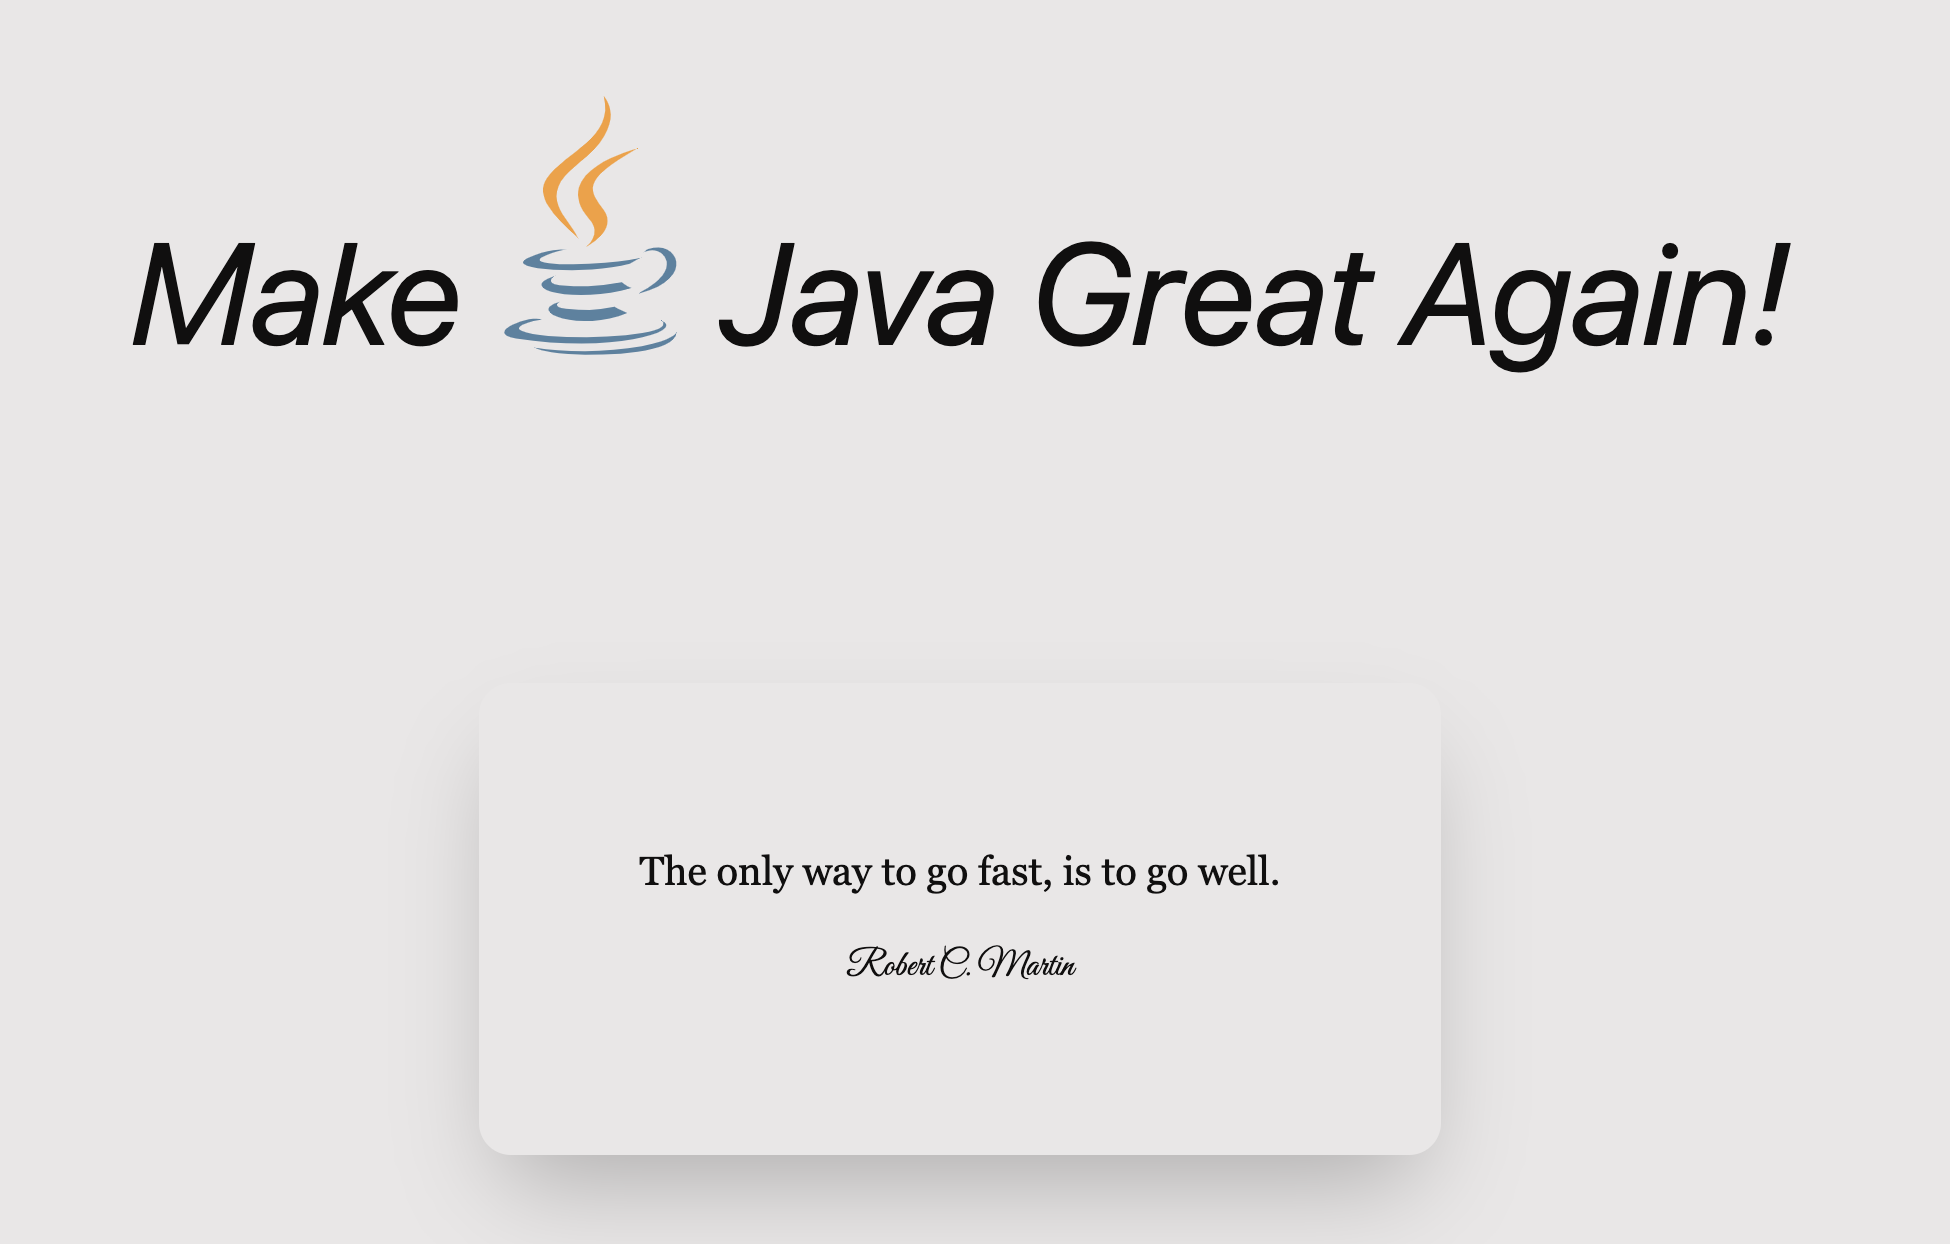 Make Java Great Again!
The only way to go fast, is to go well.
Robert C. Martin